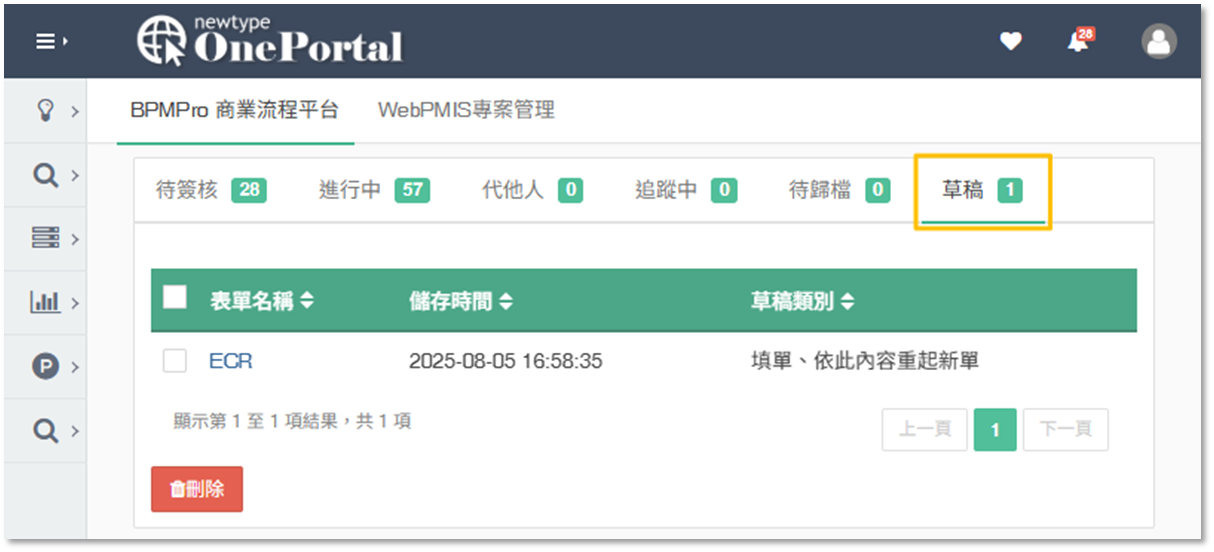 newtype
OnePortal
28
BPMPro 商業流程平台 WebPMIS專案管理
待簽核 28 進行中 57 代他人 0 追蹤中 0 待歸檔 0 草稿 1
表單名稱 儲存時間 草稿類別
ECR 2025-08-05 16:58:35 填單、依此內容重起新單
顯示第 1 至 1 項結果，共 1 項
上一頁 1 下一頁
刪除
P